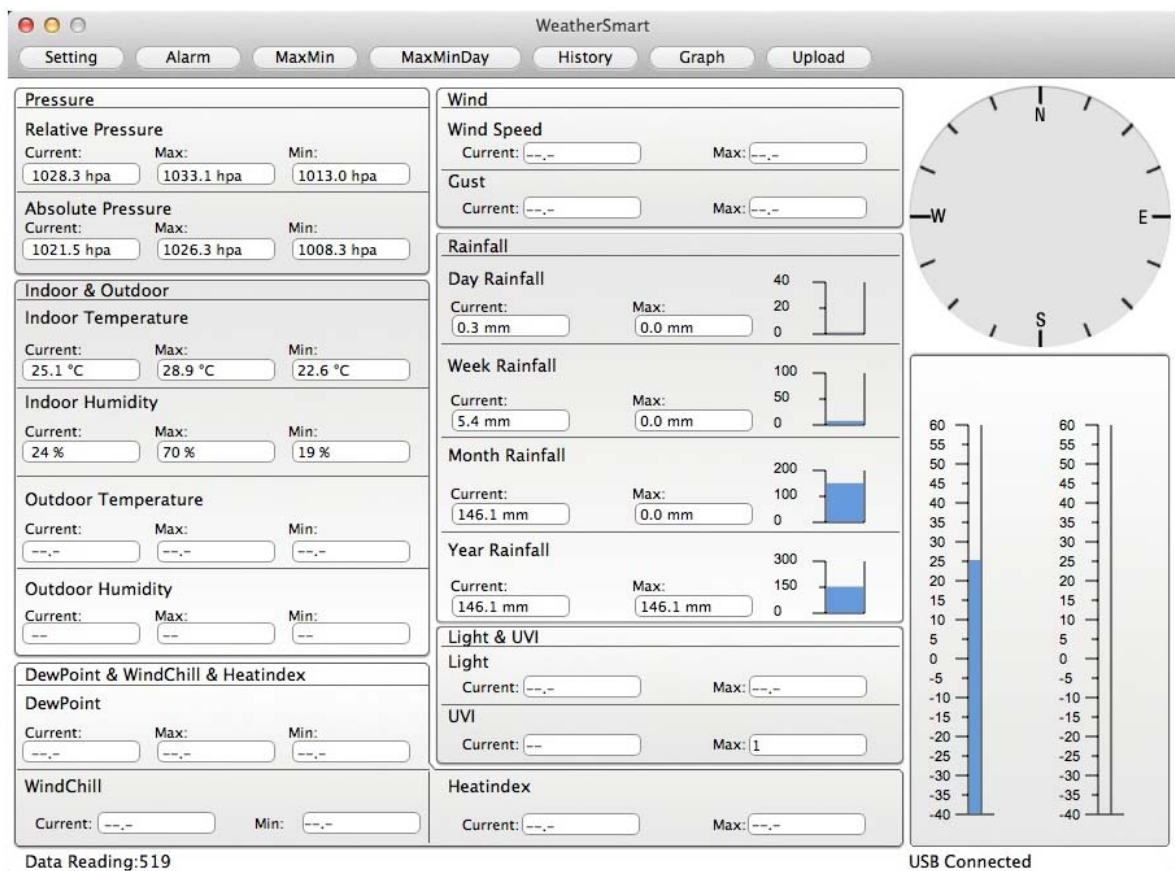 WeatherSmart
Setting Alarm MaxMin MaxMinDay History Graph Upload
Pressure
Relative Pressure
Current: Max: Min:
1028.3 hpa 1033.1 hpa 1013.0 hpa
Absolute Pressure
Current: Max: Min:
1021.5 hpa 1026.3 hpa 1008.3 hpa
Indoor & Outdoor
Indoor Temperature
Current: Max: Min:
25.1 °C 28.9 °C 22.6 °C
Indoor Humidity
Current: Max: Min:
24 % 70 % 19 %
Outdoor Temperature
Current: Max: Min:
--.- --.- --.-
Outdoor Humidity
Current: Max: Min:
-- -- --
DewPoint & WindChill & Heatindex
DewPoint
Current: Max: Min:
--.- --.- --.-
WindChill
Current: --.- Min: --.-
Wind
Wind Speed
Current: --.- Max: --.-
Gust
Current: --.- Max: --.-
Rainfall
Day Rainfall
Current: Max:
0.3 mm 0.0 mm
40
20
0
Week Rainfall
Current: Max:
5.4 mm 0.0 mm
100
50
0
Month Rainfall
Current: Max:
146.1 mm 0.0 mm
200
100
0
Year Rainfall
Current: Max:
146.1 mm 146.1 mm
300
150
0
Light & UVI
Light
Current: --.- Max: --.-
UVI
Current: -- Max: 1
Heatindex
Current: --.- Max: --.-
N
W E
S
60 60
55 55
50 50
45 45
40 40
35 35
30 30
25 25
20 20
15 15
10 10
5 5
0 0
-5 -5
-10 -10
-15 -15
-20 -20
-25 -25
-30 -30
-35 -35
-40 -40
Data Reading:519
USB Connected